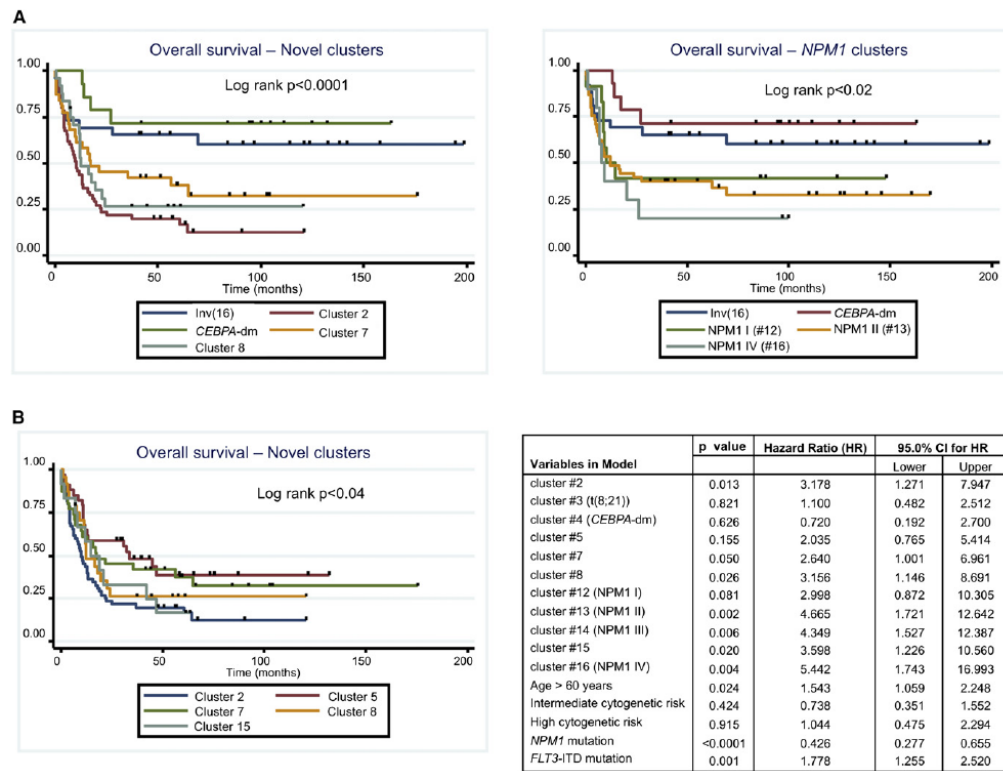 A
Overall survival – Novel clusters
Log rank p<0.0001
1.00
0.75
0.50
0.25
0.00
0 50 100 150 200
Time (months)
Inv(16) Cluster 2
CEBPA-dm Cluster 7
Cluster 8
Overall survival – NPM1 clusters
Log rank p<0.02
1.00
0.75
0.50
0.25
0.00
0 50 100 150 200
Time (months)
Inv(16) CEBPA-dm
NPM1 I (#12) NPM1 II (#13)
NPM1 IV (#16)
B
Overall survival – Novel clusters
Log rank p<0.04
1.00
0.75
0.50
0.25
0.00
0 50 100 150 200
Time (months)
Cluster 2 Cluster 5
Cluster 7 Cluster 8
Cluster 15
p value Hazard Ratio (HR) 95.0% CI for HR
Variables in Model Lower Upper
cluster #2 0.013 3.178 1.271 7.947
cluster #3 (t(8;21)) 0.821 1.100 0.482 2.512
cluster #4 (CEBPA-dm) 0.626 0.720 0.192 2.700
cluster #5 0.155 2.035 0.765 5.414
cluster #7 0.050 2.640 1.001 6.961
cluster #8 0.026 3.156 1.146 8.691
cluster #12 (NPM1 I) 0.081 2.998 0.872 10.305
cluster #13 (NPM1 II) 0.002 4.665 1.721 12.642
cluster #14 (NPM1 III) 0.006 4.349 1.527 12.387
cluster #15 0.020 3.598 1.226 10.560
cluster #16 (NPM1 IV) 0.004 5.442 1.743 16.993
Age > 60 years 0.024 1.543 1.059 2.248
Intermediate cytogenetic risk 0.424 0.738 0.351 1.552
High cytogenetic risk 0.915 1.044 0.475 2.294
NPM1 mutation <0.0001 0.426 0.277 0.655
FLT3-ITD mutation 0.001 1.778 1.255 2.520